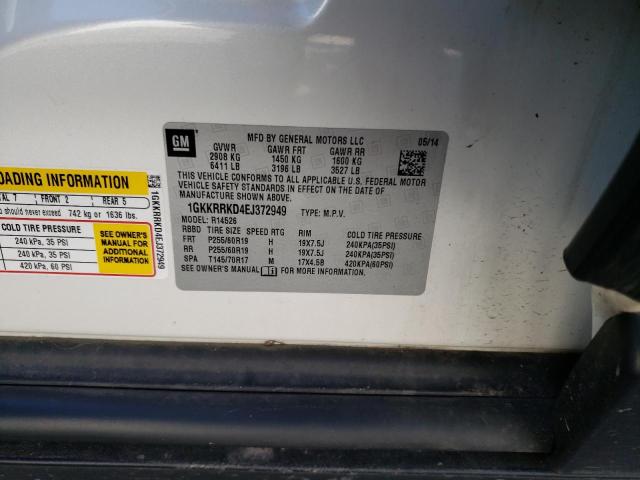 OADING INFORMATION
AL 7 FRONT 2 REAR 5
o should never exceed 742 kg or 1636 lbs.
COLD TIRE PRESSURE
240 kPa, 35 PSI
240 kPa, 35 PSI
420 kPa, 60 PSI
SEE OWNER'S
MANUAL FOR
ADDITIONAL
INFORMATION
1GKKRRKD4EJ372949
GM
MFD BY GENERAL MOTORS LLC 05/14
GVWR GAWR FRT GAWR RR
2908 KG 1450 KG 1600 KG
6411 LB 3196 LB 3527 LB
THIS VEHICLE CONFORMS TO ALL APPLICABLE U.S. FEDERAL MOTOR
VEHICLE SAFETY STANDARDS IN EFFECT ON THE DATE OF
MANUFACTURE SHOWN ABOVE.
1GKKRRKD4EJ372949 TYPE: M.P.V.
MODEL: R14526
RBBD TIRE SIZE SPEED RTG RIM COLD TIRE PRESSURE
FRT P255/60R19 H 19X7.5J 240KPA(35PSI)
RR P255/60R19 H 19X7.5J 240KPA(35PSI)
SPA T145/70R17 M 17X4.5B 420KPA(60PSI)
SEE OWNER'S MANUAL FOR MORE INFORMATION.